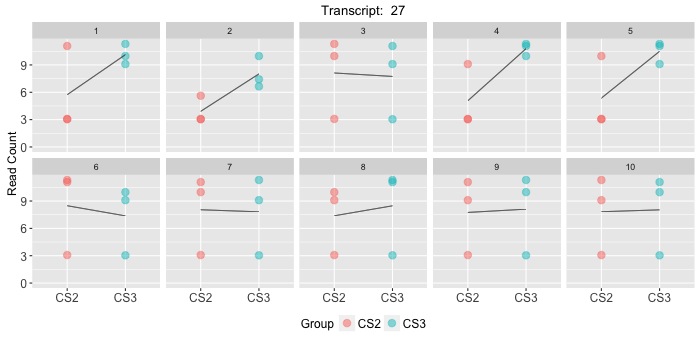 Transcript: 27
1 2 3 4 5
9
6
3
0
Read Count
6 7 8 9 10
9
6
3
0
CS2 CS3 CS2 CS3 CS2 CS3 CS2 CS3 CS2 CS3
Group CS2 CS3